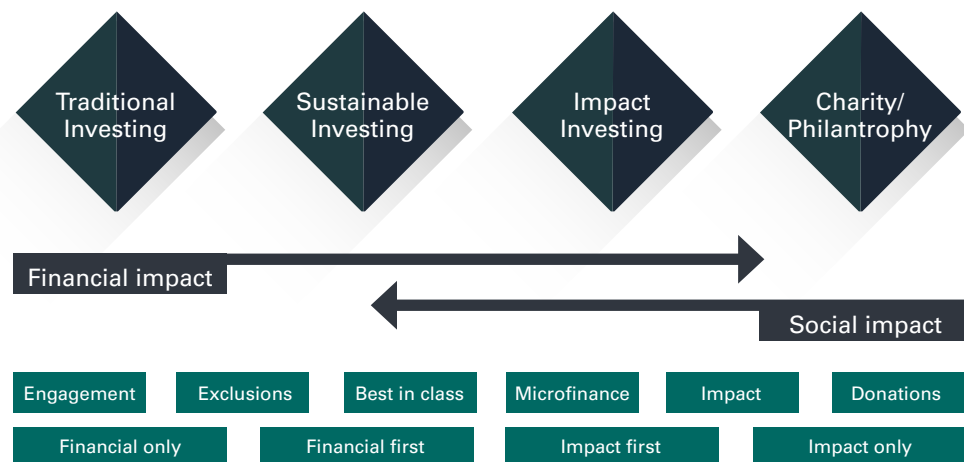 Traditional
Investing
Sustainable
Investing
Impact
Investing
Charity/
Philantrophy
Financial impact
Social impact
Engagement
Exclusions
Best in class
Microfinance
Impact
Donations
Financial only
Financial first
Impact first
Impact only